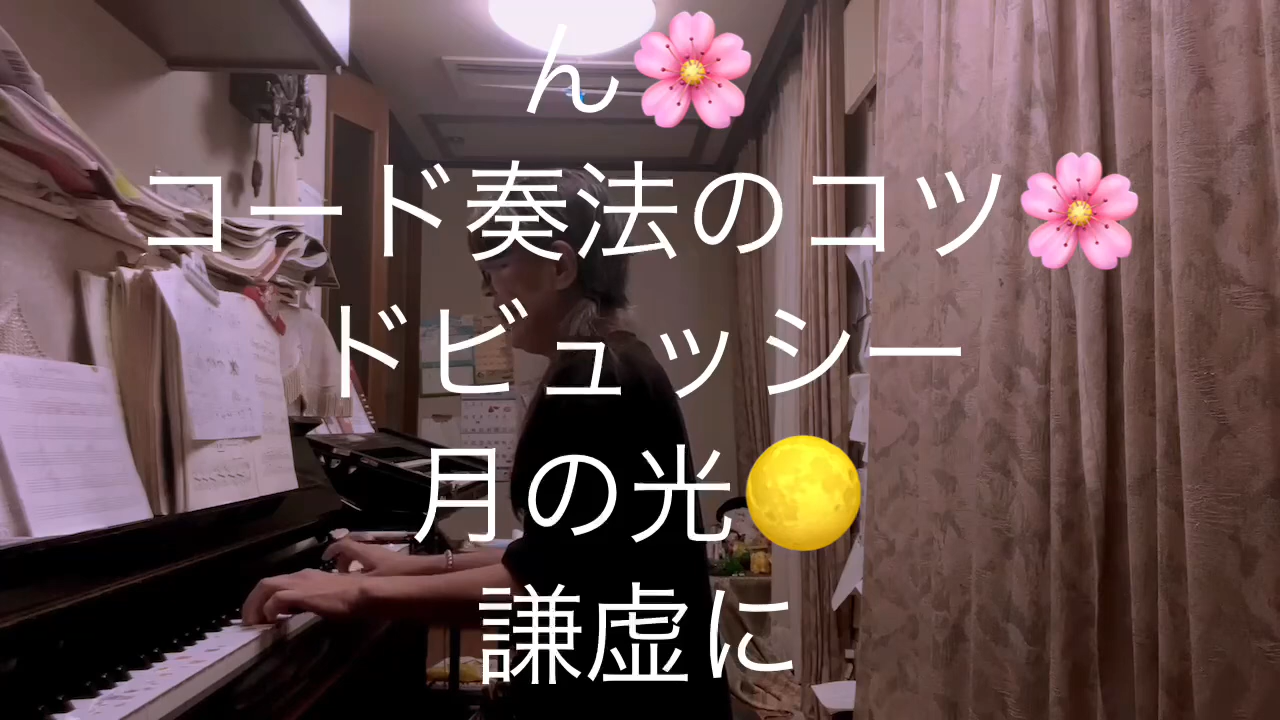 ん🌸
コード奏法のコツ🌸
ドビュッシー
月の光🌕
謙虚に